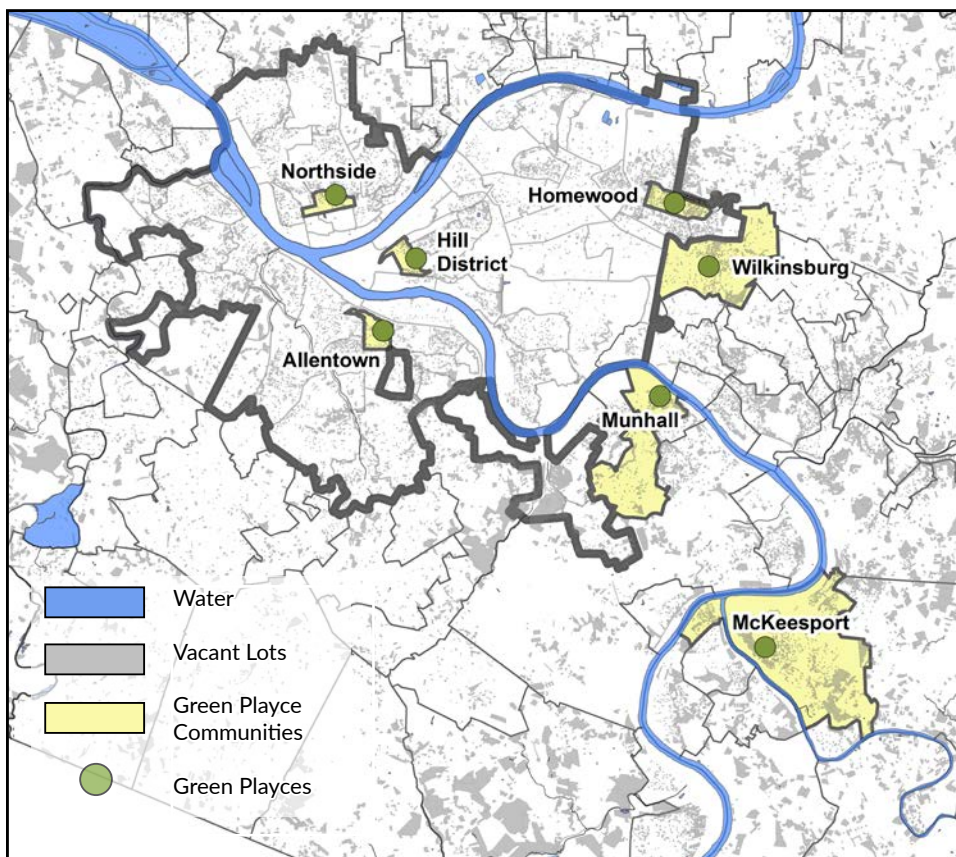 Northside
Homewood
Hill
District
Wilkinsburg
Allentown
Munhall
McKeesport
Water
Vacant Lots
Green Playce
Communities
Green Playces